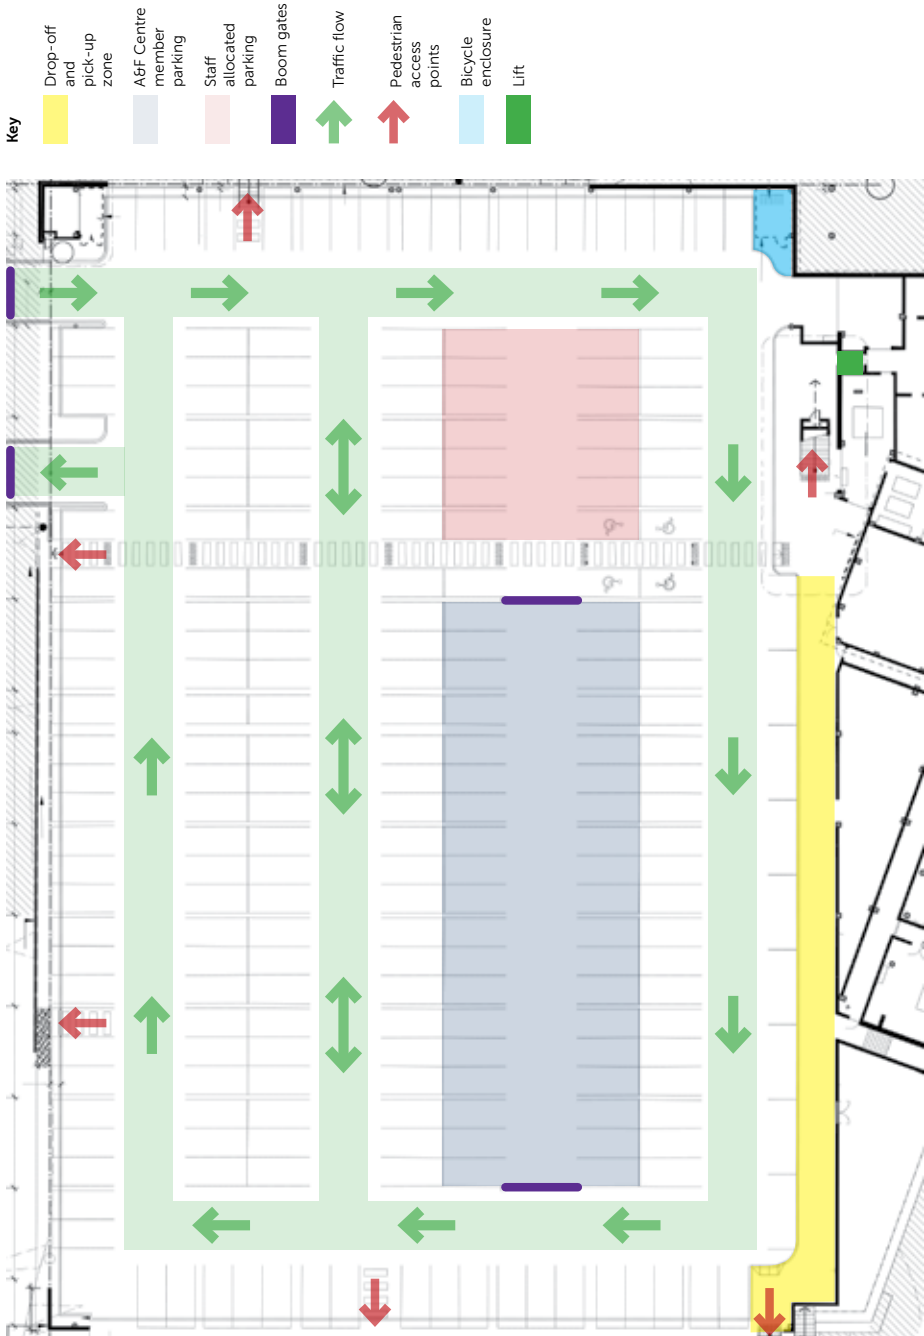 Key
Drop-off
and
pick-up
zone
A&F Centre
member
parking
Staff
allocated
parking
Boom gates
Traffic flow
Pedestrian
access
points
Bicycle
enclosure
Lift